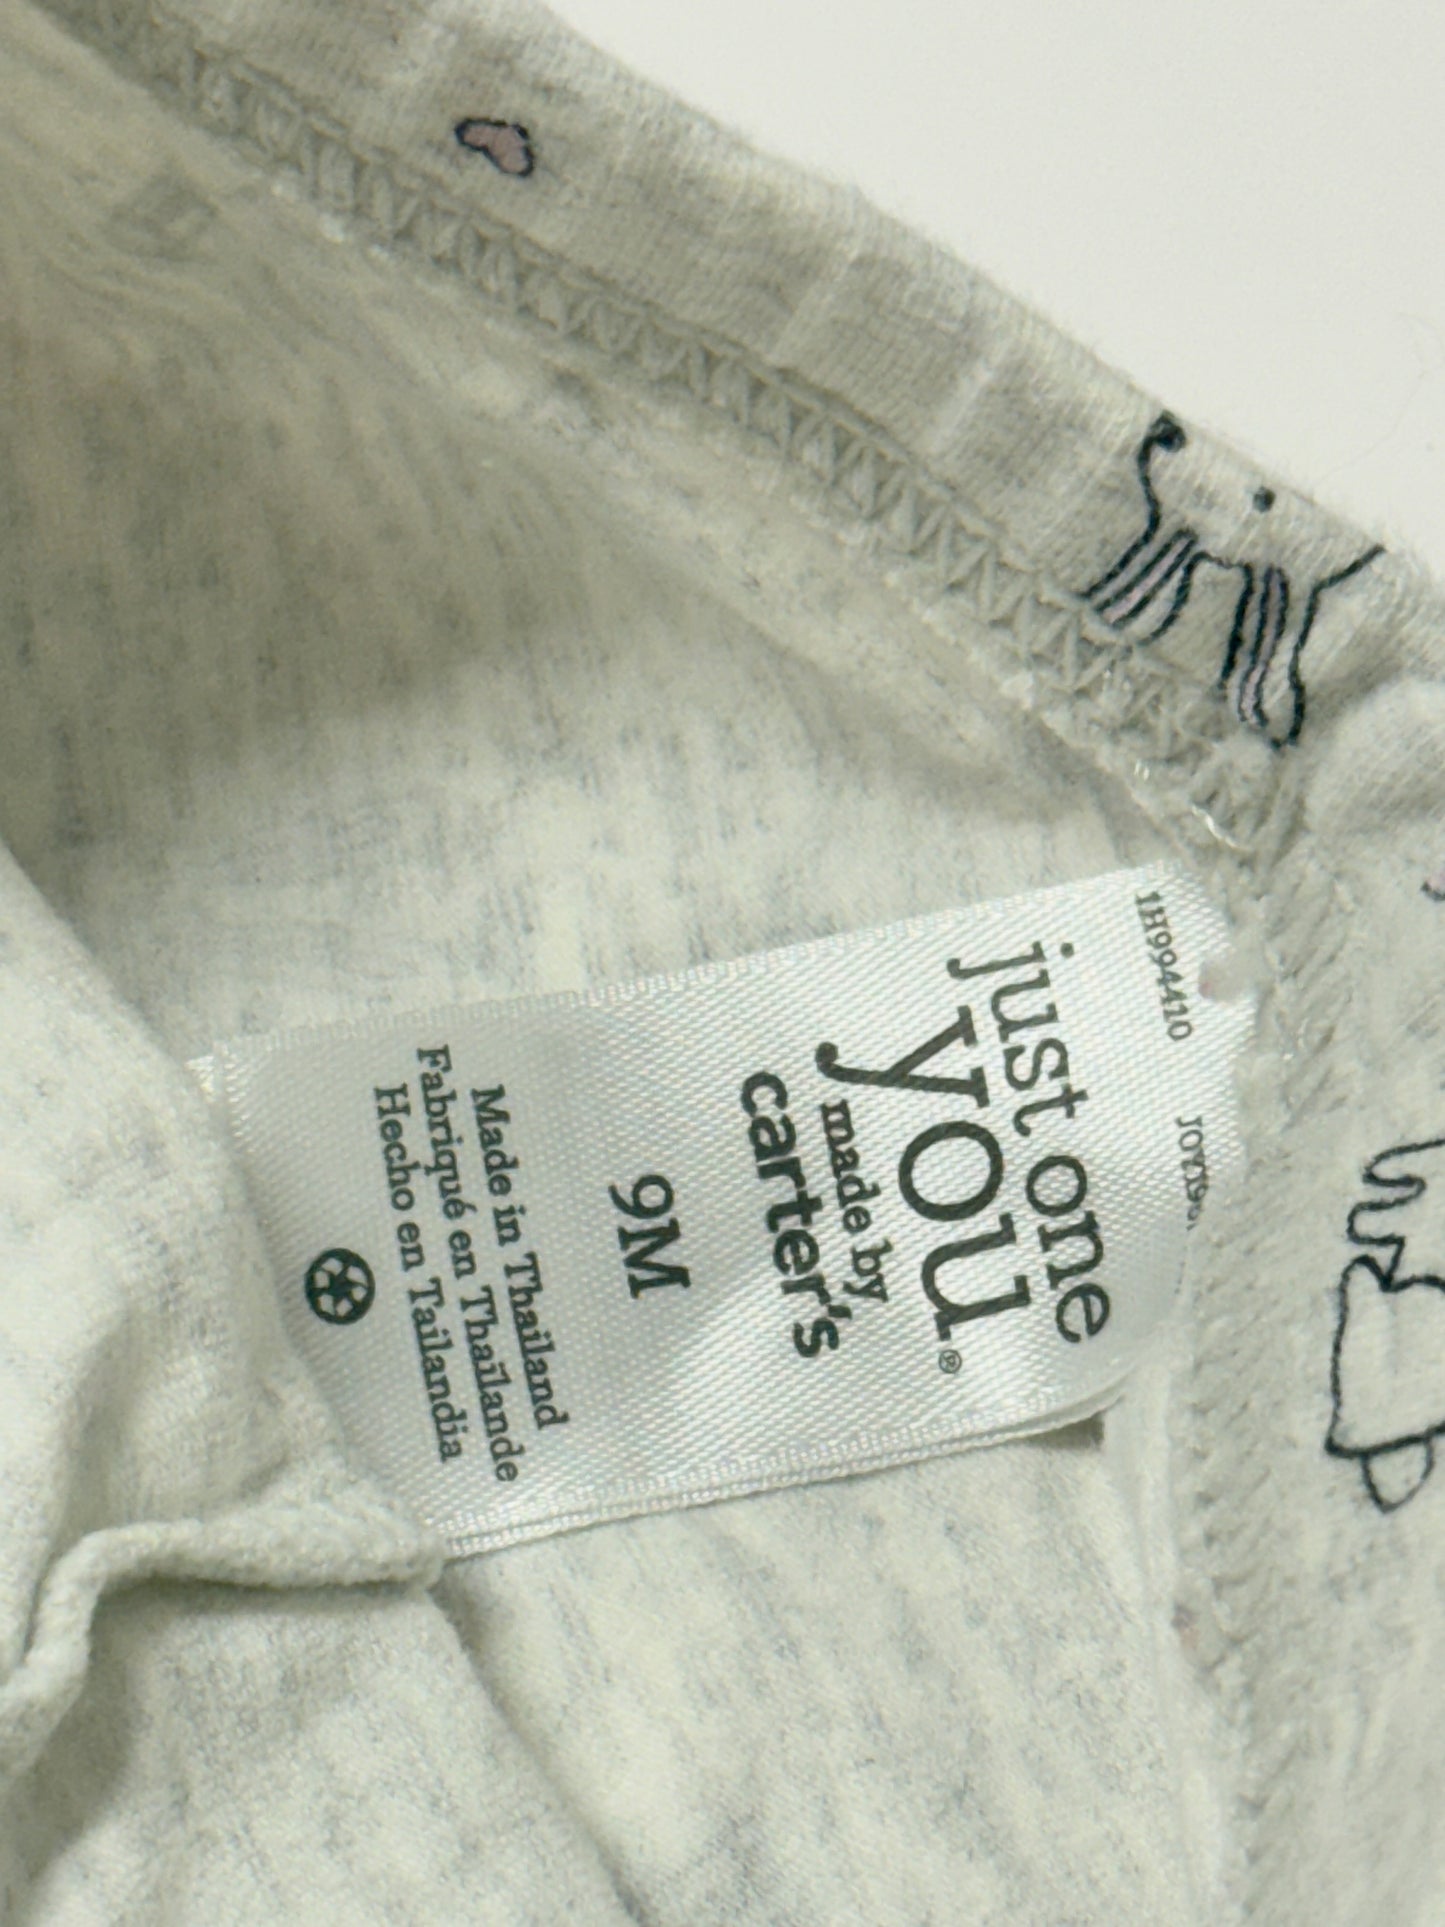 1H994410
just one
you®
made by
carter's
9M
Made in Thailand
Fabriqué en Thaïlande
Hecho en Tailandia